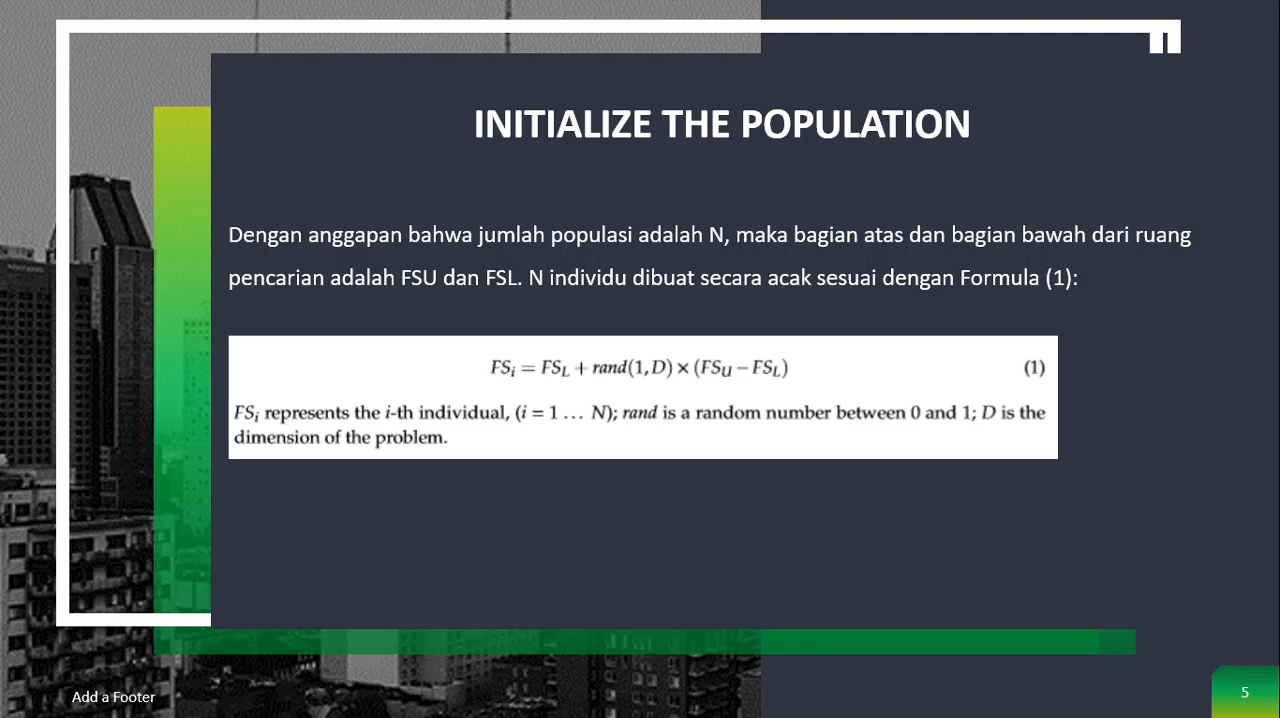 INITIALIZE THE POPULATION
Dengan anggapan bahwa jumlah populasi adalah N, maka bagian atas dan bagian bawah dari ruang
pencarian adalah FSU dan FSL. N individu dibuat secara acak sesuai dengan Formula (1):
FSᵢ = FS_L + rand(1, D) × (FS_U − FS_L) (1)
FSᵢ represents the i-th individual, (i = 1 … N); rand is a random number between 0 and 1; D is the
dimension of the problem.
Add a Footer
5